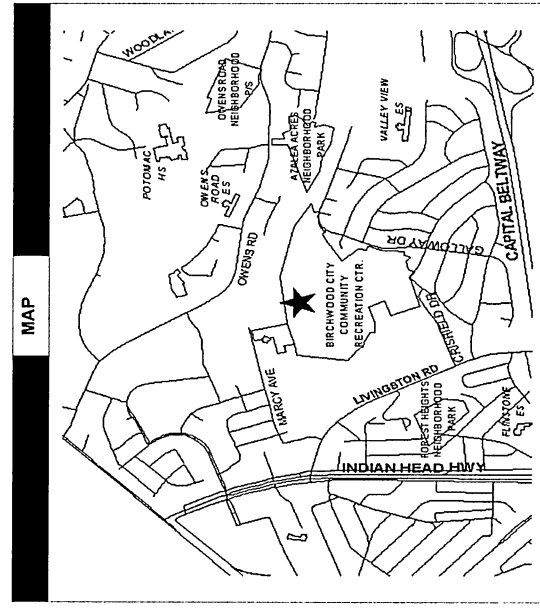 MAP
WOODLA
POTOMAC
HS
OWENS ROAD
NEIGHBORHOOD
P/S
OWENS
ROAD
ES
AZALEA ACRES
NEIGHBORHOOD
PARK
VALLEY VIEW
ES
OWENS RD
GALLOWAY DR
CAPITAL BELTWAY
BIRCHWOOD CITY
COMMUNITY
RECREATION CTR.
MARCY AVE
CRISFIELD DR
LIVINGSTON RD
FOREST HEIGHTS
NEIGHBORHOOD
PARK
FLINTSTONE
ES
INDIAN HEAD HWY